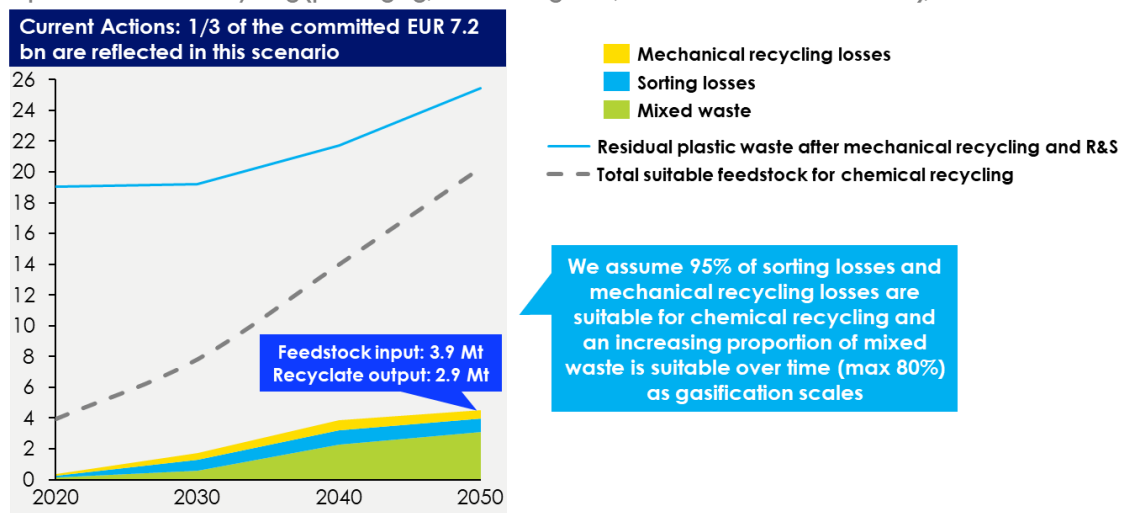 Current Actions: 1/3 of the committed EUR 7.2
bn are reflected in this scenario
26
24
22
20
18
16
14
12
10
8
6
4
2
0
2020
2030
2040
2050
Feedstock input: 3.9 Mt
Recyclate output: 2.9 Mt
Mechanical recycling losses
Sorting losses
Mixed waste
Residual plastic waste after mechanical recycling and R&S
Total suitable feedstock for chemical recycling
We assume 95% of sorting losses and
mechanical recycling losses are
suitable for chemical recycling and
an increasing proportion of mixed
waste is suitable over time (max 80%)
as gasification scales